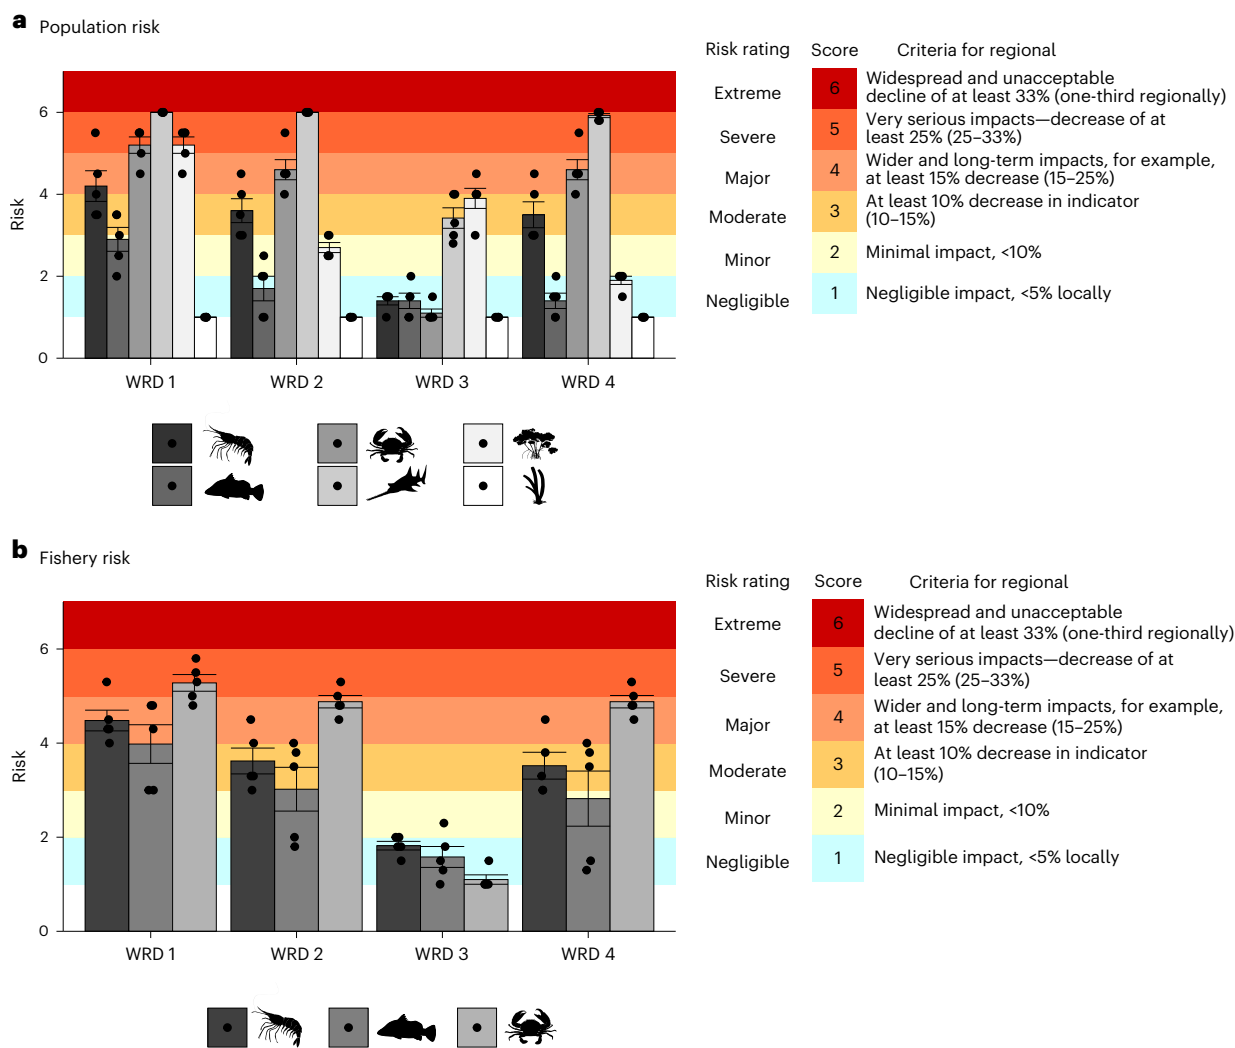 a Population risk
Risk rating Score Criteria for regional
Extreme 6 Widespread and unacceptable
decline of at least 33% (one-third regionally)
Severe 5 Very serious impacts—decrease of at
least 25% (25–33%)
Major 4 Wider and long-term impacts, for example,
at least 15% decrease (15–25%)
Moderate 3 At least 10% decrease in indicator
(10–15%)
Minor 2 Minimal impact, <10%
Negligible 1 Negligible impact, <5% locally
Risk
6
4
2
0
WRD 1 WRD 2 WRD 3 WRD 4
b Fishery risk
Risk rating Score Criteria for regional
Extreme 6 Widespread and unacceptable
decline of at least 33% (one-third regionally)
Severe 5 Very serious impacts—decrease of at
least 25% (25–33%)
Major 4 Wider and long-term impacts, for example,
at least 15% decrease (15–25%)
Moderate 3 At least 10% decrease in indicator
(10–15%)
Minor 2 Minimal impact, <10%
Negligible 1 Negligible impact, <5% locally
Risk
6
4
2
0
WRD 1 WRD 2 WRD 3 WRD 4